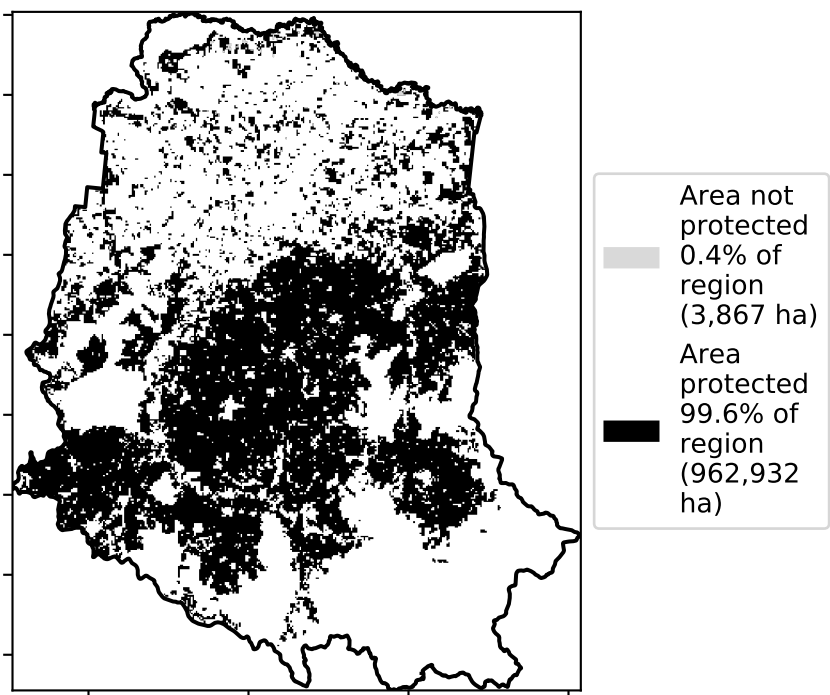 Area not
protected
0.4% of
region
(3,867 ha)
Area
protected
99.6% of
region
(962,932
ha)